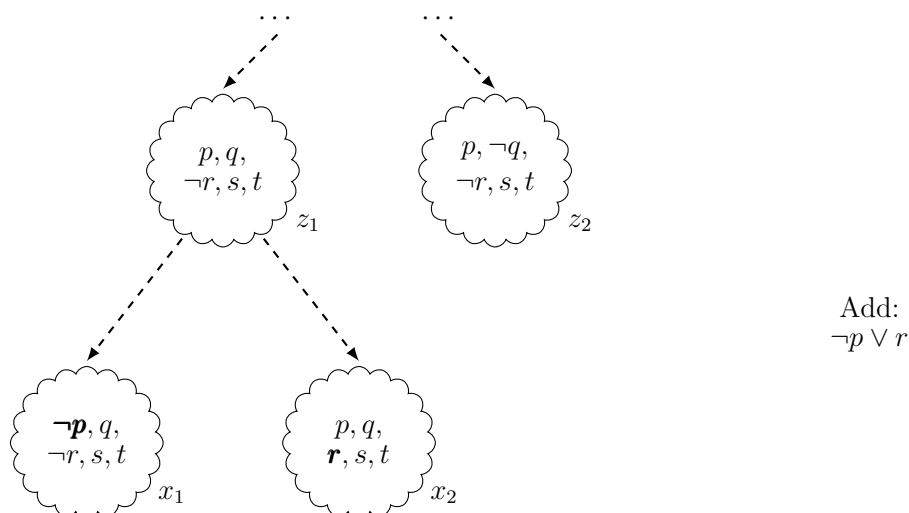 ... ...
p, q,
¬r, s, t
z₁
p, ¬q,
¬r, s, t
z₂
Add:
¬p ∨ r
¬p, q,
¬r, s, t
x₁
p, q,
r, s, t
x₂